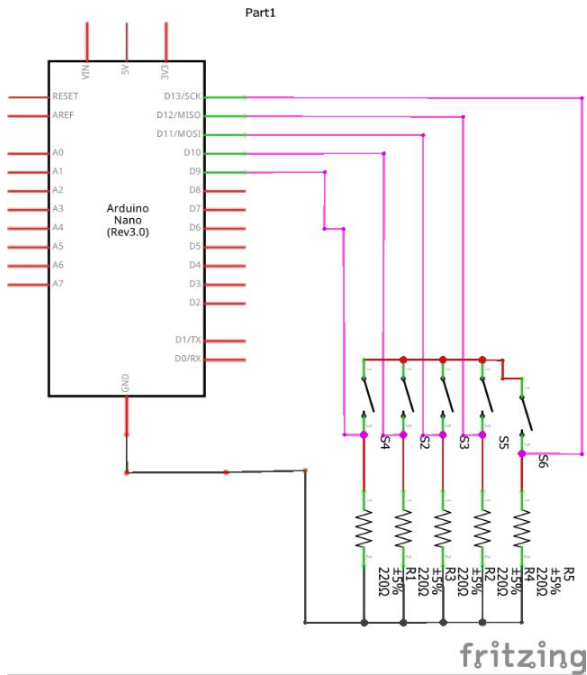 Part1
VIN
5V
3V3
RESET
AREF
A0
A1
A2
A3
A4
A5
A6
A7
Arduino
Nano
(Rev3.0)
D13/SCK
D12/MISO
D11/MOSI
D10
D9
D8
D7
D6
D5
D4
D3
D2
D1/TX
D0/RX
GND
S4
S2
S3
S5
S6
R1
220Ω
±5%
R3
220Ω
±5%
R2
220Ω
±5%
R4
220Ω
±5%
R5
220Ω
±5%
fritzing